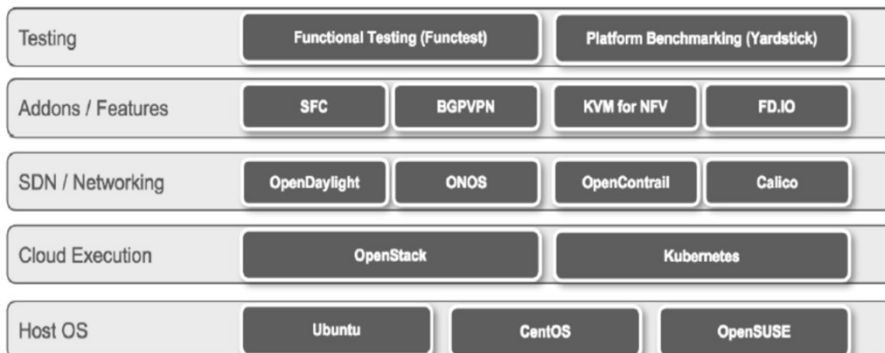 Testing
Functional Testing (Functest)
Platform Benchmarking (Yardstick)
Addons / Features
SFC
BGPVPN
KVM for NFV
FD.IO
SDN / Networking
OpenDaylight
ONOS
OpenContrail
Calico
Cloud Execution
OpenStack
Kubernetes
Host OS
Ubuntu
CentOS
OpenSUSE